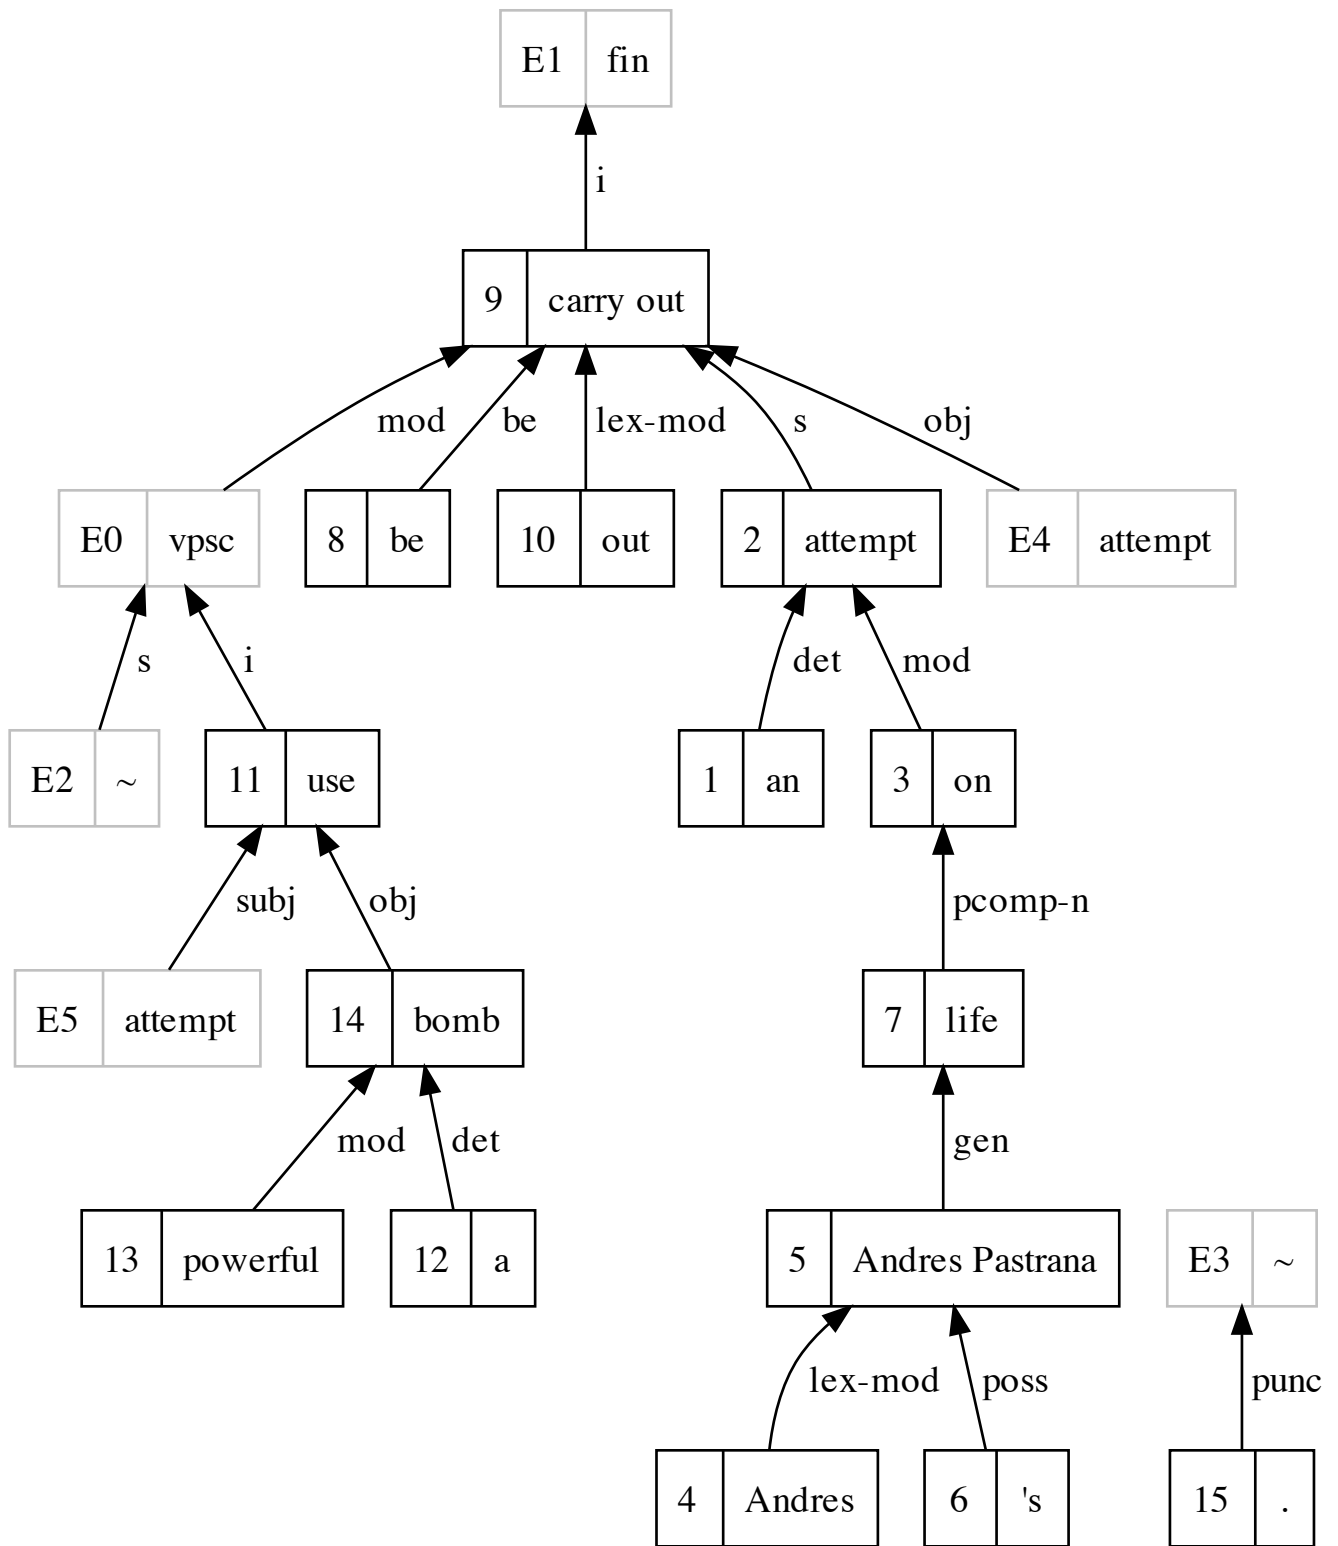 E1 fin
i
9 carry out
mod be lex-mod s obj
E0 vpsc 8 be 10 out 2 attempt E4 attempt
s i det mod
E2 ~ 11 use 1 an 3 on
subj obj pcomp-n
E5 attempt 14 bomb 7 life
mod det gen
13 powerful 12 a 5 Andres Pastrana E3 ~
lex-mod poss punc
4 Andres 6 's 15 .